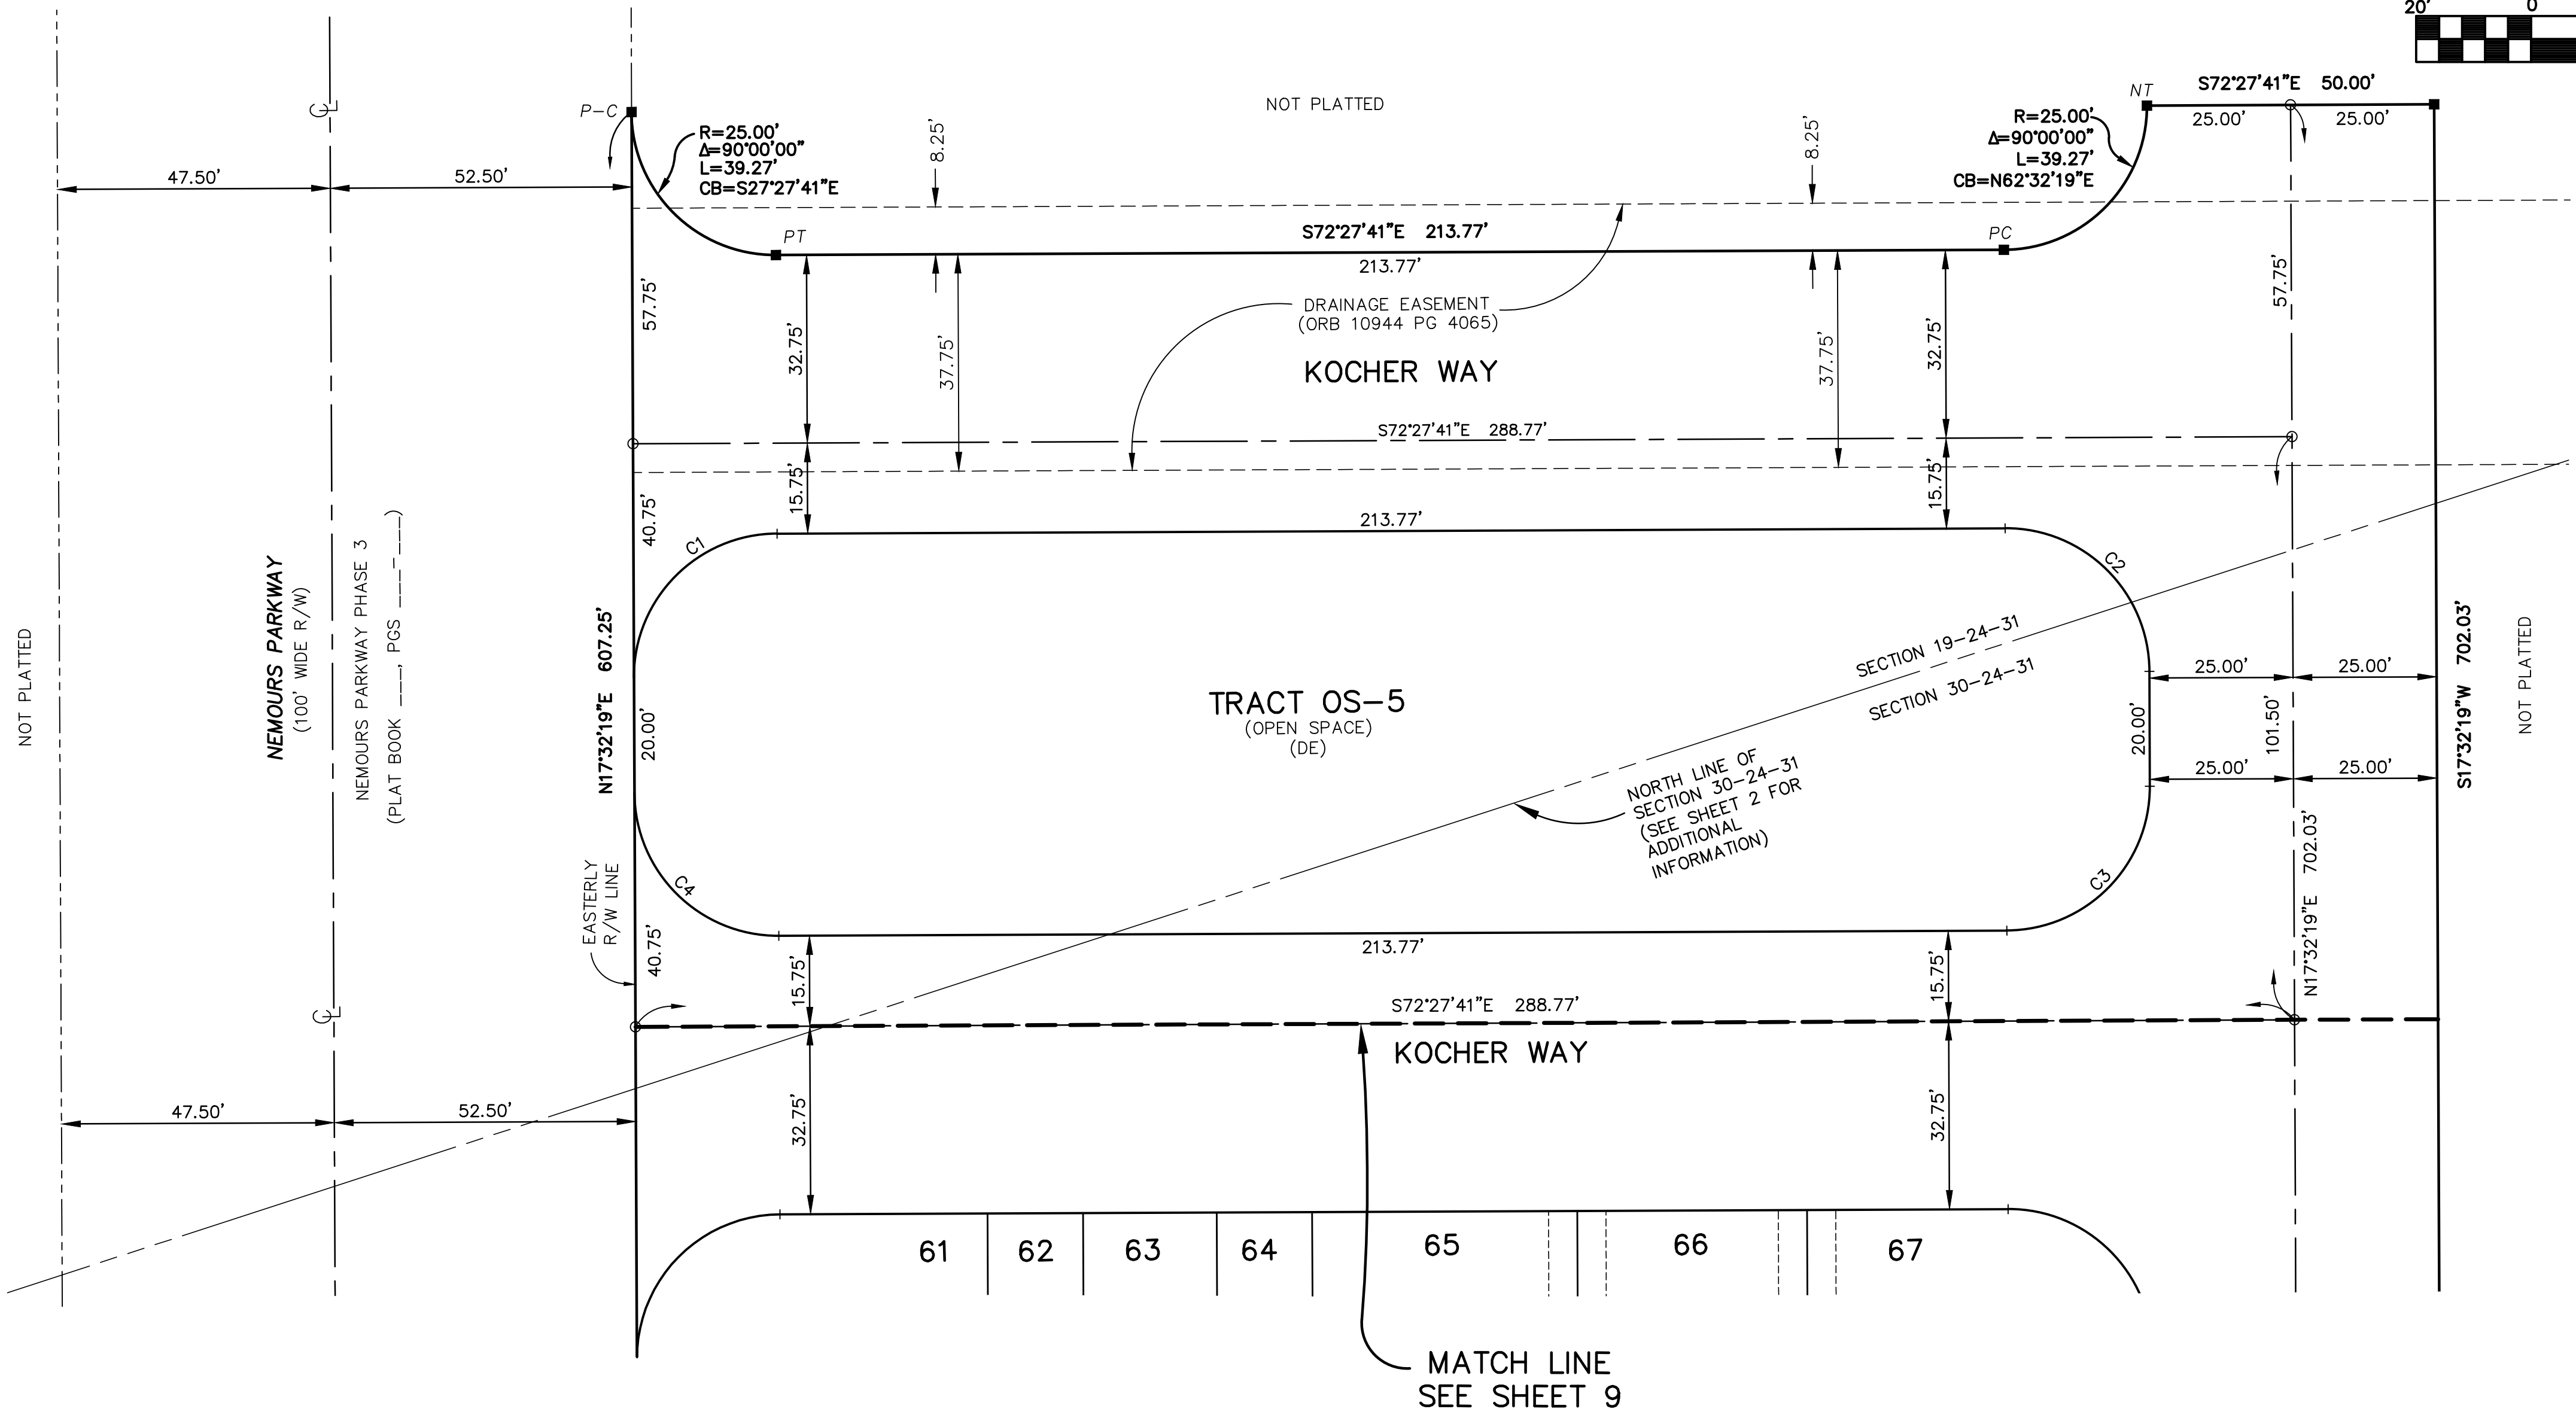 20' 0
S72°27'41"E 50.00'
25.00' 25.00'
NT
P-C
NOT PLATTED
R=25.00'
Δ=90°00'00"
L=39.27'
CB=S27°27'41"E
8.25'
8.25'
R=25.00'
Δ=90°00'00"
L=39.27'
CB=N62°32'19"E
CL
47.50' 52.50'
PT
S72°27'41"E 213.77'
PC
213.77'
57.75'
32.75'
37.75'
DRAINAGE EASEMENT
(ORB 10944 PG 4065)
37.75'
32.75'
57.75'
KOCHER WAY
S72°27'41"E 288.77'
15.75'
15.75'
40.75'
213.77'
C1
C2
NOT PLATTED
NEMOURS PARKWAY
(100' WIDE R/W)
NEMOURS PARKWAY PHASE 3
(PLAT BOOK ___, PGS ___-___)
N17°32'19"E 607.25'
20.00'
TRACT OS-5
(OPEN SPACE)
(DE)
SECTION 19-24-31
SECTION 30-24-31
NORTH LINE OF
SECTION 30-24-31
(SEE SHEET 2 FOR
ADDITIONAL
INFORMATION)
25.00' 25.00'
20.00'
101.50'
25.00' 25.00'
S17°32'19"W 702.03'
NOT PLATTED
N17°32'19"E 702.03'
C4
C3
EASTERLY
R/W LINE
40.75'
213.77'
15.75'
15.75'
CL
S72°27'41"E 288.77'
KOCHER WAY
47.50' 52.50'
32.75'
32.75'
61 62 63 64 65 66 67
MATCH LINE
SEE SHEET 9